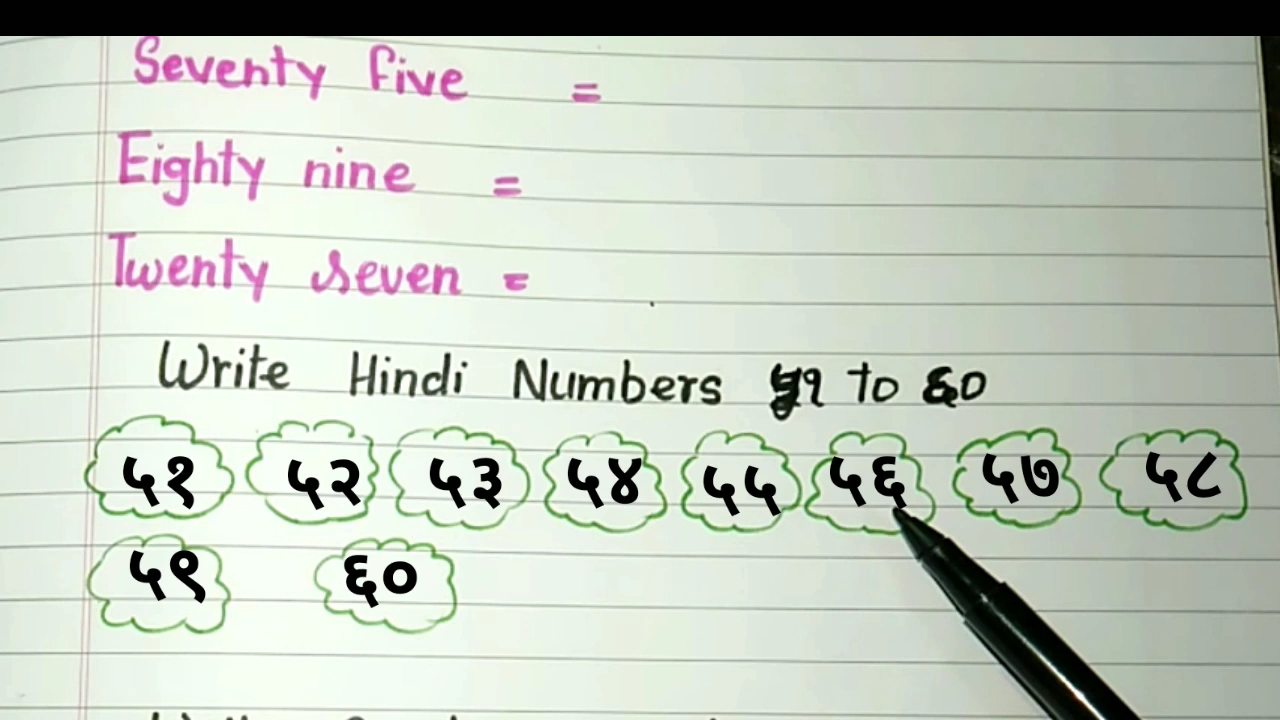 Seventy five =
Eighty nine =
Twenty seven =
Write Hindi Numbers ५१ to ६०
५१ ५२ ५३ ५४ ५५ ५६ ५७ ५८
५९ ६०